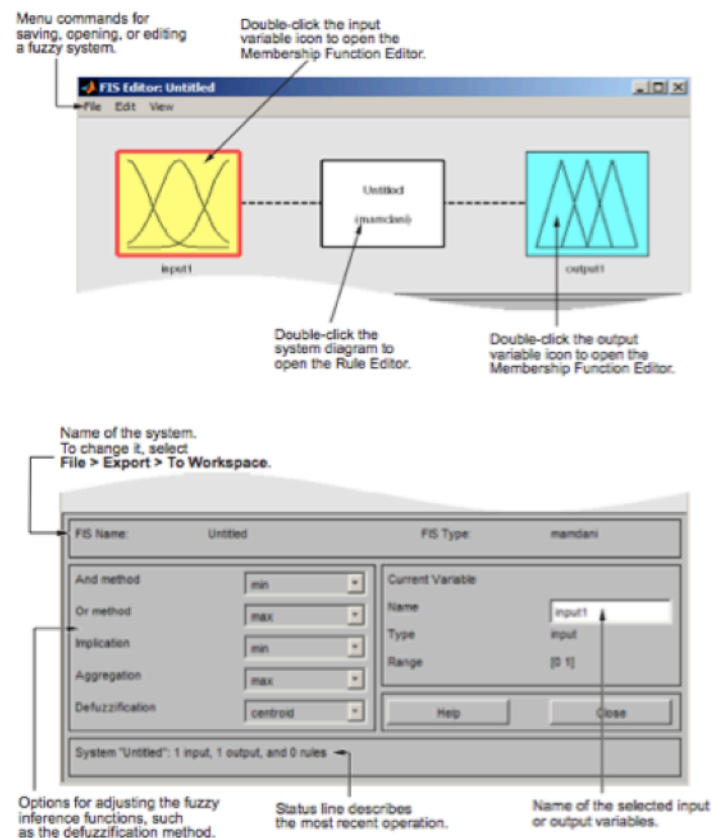 Menu commands for
saving, opening, or editing
a fuzzy system.
Double-click the input
variable icon to open the
Membership Function Editor.
FIS Editor: Untitled
File Edit View
Untitled
(mamdani)
input1
output1
Double-click the
system diagram to
open the Rule Editor.
Double-click the output
variable icon to open the
Membership Function Editor.
Name of the system.
To change it, select
File > Export > To Workspace.
FIS Name: Untitled FIS Type: mamdani
And method min
Or method max
Implication min
Aggregation max
Defuzzification centroid
Current Variable
Name input1
Type input
Range [0 1]
Help Close
System "Untitled": 1 input, 1 output, and 0 rules
Options for adjusting the fuzzy
inference functions, such
as the defuzzification method.
Status line describes
the most recent operation.
Name of the selected input
or output variables.